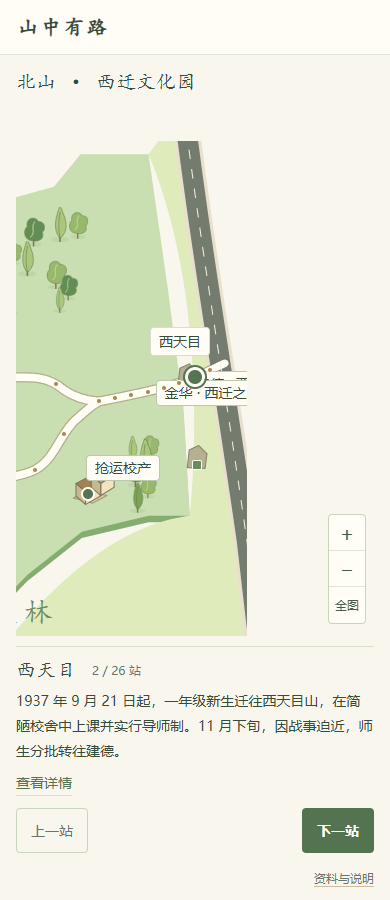 山中有路
北山 • 西迁文化园
西天目
金华 · 西迁之
抢运校产
林
+
−
全图
西天目 2 / 26 站
1937 年 9 月 21 日起，一年级新生迁往西天目山，在简
陋校舍中上课并实行导师制。11 月下旬，因战事迫近，师
生分批转往建德。
查看详情
上一站
下一站
资料与说明